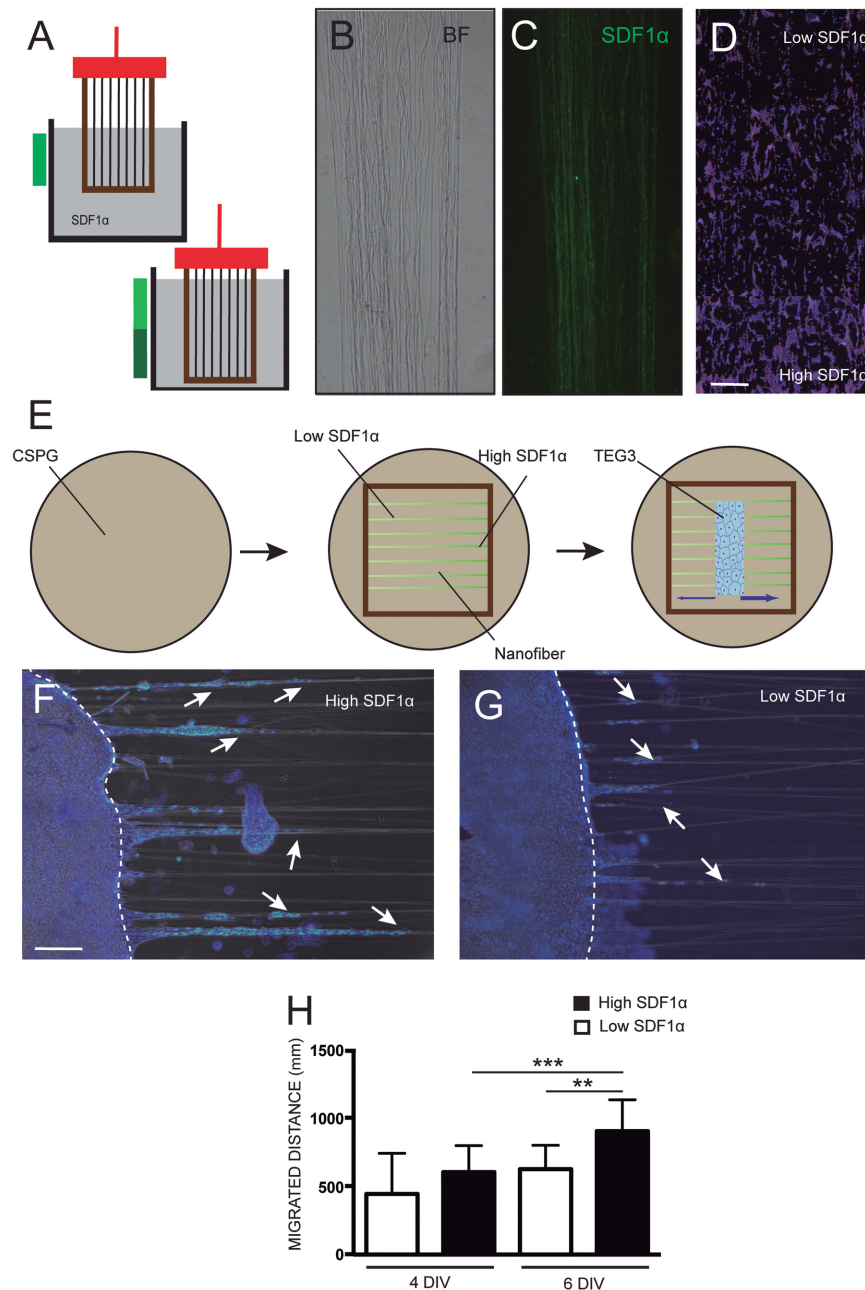 A
SDF1α
B
BF
C
SDF1α
D
Low SDF1α
High SDF1α
E
CSPG
Low SDF1α
High SDF1α
Nanofiber
TEG3
F
High SDF1α
G
Low SDF1α
H
High SDF1α
Low SDF1α
MIGRATED DISTANCE (mm)
1500
1000
500
0
***
**
4 DIV
6 DIV